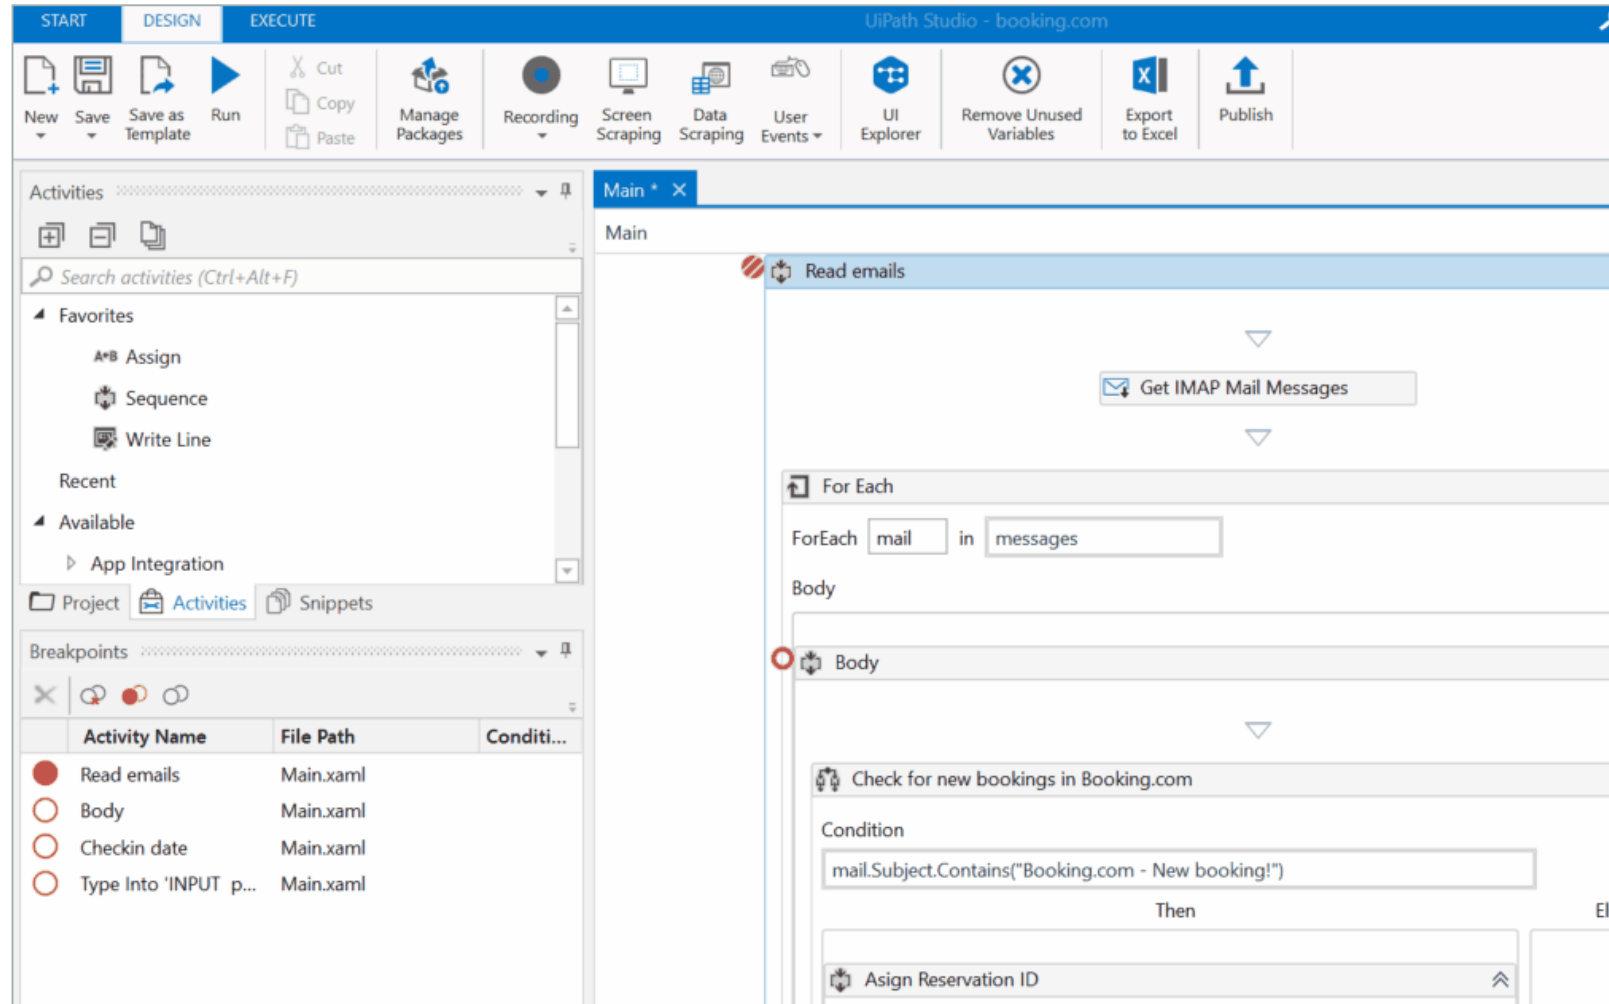 START DESIGN EXECUTE UiPath Studio - booking.com
New Save Save as Template Run Cut Copy Paste Manage Packages Recording Screen Scraping Data Scraping User Events UI Explorer Remove Unused Variables Export to Excel Publish
Activities
Search activities (Ctrl+Alt+F)
Favorites
A+B Assign
Sequence
Write Line
Recent
Available
App Integration
Project Activities Snippets
Breakpoints
Activity Name File Path Conditi...
Read emails Main.xaml
Body Main.xaml
Checkin date Main.xaml
Type Into 'INPUT p... Main.xaml
Main *
Main
Read emails
Get IMAP Mail Messages
For Each
ForEach mail in messages
Body
Body
Check for new bookings in Booking.com
Condition
mail.Subject.Contains("Booking.com - New booking!")
Then El
Asign Reservation ID